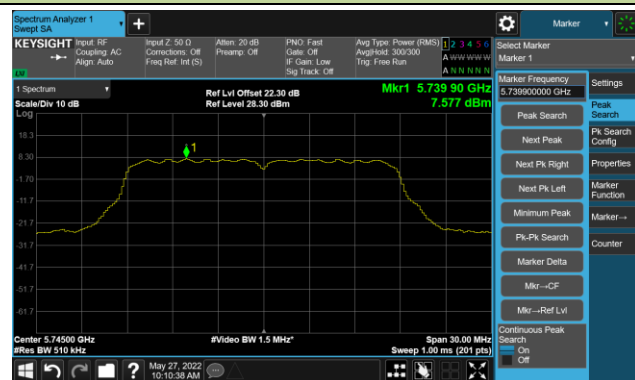 Spectrum Analyzer 1
Swept SA
KEYSIGHT
Input: RF
Coupling: AC
Align: Auto
Input Z: 50 Ω
Corrections: Off
Freq Ref: Int (S)
Atten: 20 dB
Preamp: Off
PNO: Fast
Gate: Off
IF Gain: Low
Sig Track: Off
Avg Type: Power (RMS)
Avg|Hold: 300/300
Trig: Free Run
1 2 3 4 5 6
A WW WW W
A N N N N N
LW
1 Spectrum
Scale/Div 10 dB
Log
Ref Lvl Offset 22.30 dB
Ref Level 28.30 dBm
Mkr1 5.739 90 GHz
7.577 dBm
18.3
8.30
-1.70
-11.7
-21.7
-31.7
-41.7
-51.7
-61.7
1
Center 5.74500 GHz
#Res BW 510 kHz
#Video BW 1.5 MHz*
Span 30.00 MHz
Sweep 1.00 ms (201 pts)
May 27, 2022
10:10:38 AM
Marker
Select Marker
Marker 1
Marker Frequency
5.739900000 GHz
Peak Search
Next Peak
Next Pk Right
Next Pk Left
Minimum Peak
Pk-Pk Search
Marker Delta
Mkr→CF
Mkr→Ref Lvl
Continuous Peak
Search
On
Off
Settings
Peak
Search
Pk Search
Config
Properties
Marker
Function
Marker→
Counter